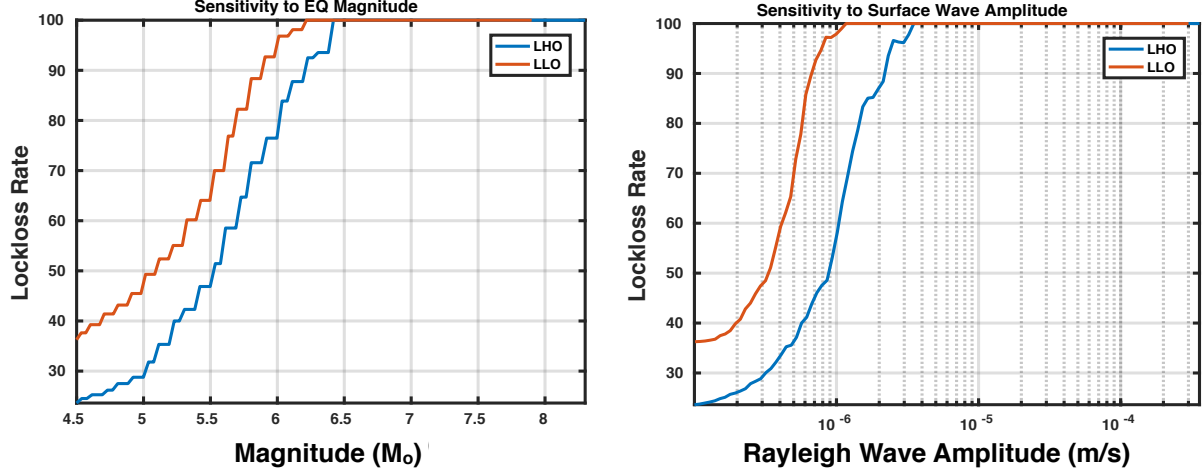 Sensitivity to EQ Magnitude
100
90
80
70
60
50
40
30
4.5 5 5.5 6 6.5 7 7.5 8
Lockloss Rate
Magnitude (Mo)
LHO
LLO
Sensitivity to Surface Wave Amplitude
100
90
80
70
60
50
40
30
10-6 10-5 10-4
Lockloss Rate
Rayleigh Wave Amplitude (m/s)
LHO
LLO